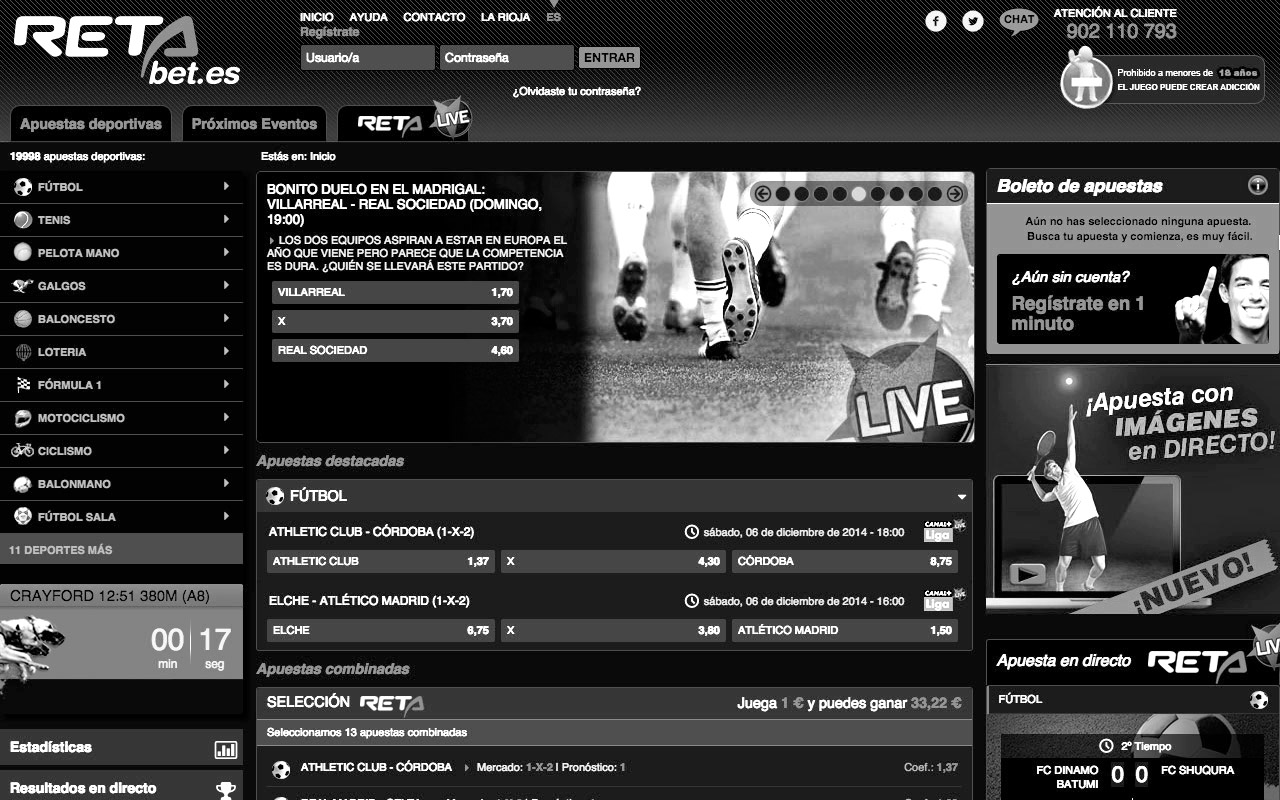 RETA
bet.es
INICIO AYUDA CONTACTO LA RIOJA ES
Regístrate
Usuario/a Contraseña ENTRAR
¿Olvidaste tu contraseña?
CHAT
ATENCIÓN AL CLIENTE
902 110 793
Prohibido a menores de 18 años
EL JUEGO PUEDE CREAR ADICCIÓN
Apuestas deportivas Próximos Eventos RETA LIVE
19998 apuestas deportivas:
Estás en: Inicio
FÚTBOL
TENIS
PELOTA MANO
GALGOS
BALONCESTO
LOTERIA
FÓRMULA 1
MOTOCICLISMO
CICLISMO
BALONMANO
FÚTBOL SALA
11 DEPORTES MÁS
CRAYFORD 12:51 380M (A8)
00 17
min seg
Estadísticas
Resultados en directo
BONITO DUELO EN EL MADRIGAL:
VILLARREAL - REAL SOCIEDAD (DOMINGO,
19:00)
LOS DOS EQUIPOS ASPIRAN A ESTAR EN EUROPA EL
AÑO QUE VIENE PERO PARECE QUE LA COMPETENCIA
ES DURA. ¿QUIÉN SE LLEVARÁ ESTE PARTIDO?
VILLARREAL 1,70
X 3,70
REAL SOCIEDAD 4,60
LIVE
Apuestas destacadas
FÚTBOL
ATHLETIC CLUB - CÓRDOBA (1-X-2) sábado, 06 de diciembre de 2014 - 18:00 CANAL+ Liga LIVE
ATHLETIC CLUB 1,37 X 4,30 CÓRDOBA 8,75
ELCHE - ATLÉTICO MADRID (1-X-2) sábado, 06 de diciembre de 2014 - 16:00 CANAL+ Liga LIVE
ELCHE 6,75 X 3,80 ATLÉTICO MADRID 1,50
Apuestas combinadas
SELECCIÓN RETA Juega 1 € y puedes ganar 33,22 €
Seleccionamos 13 apuestas combinadas
ATHLETIC CLUB - CÓRDOBA Mercado: 1-X-2 | Pronóstico: 1 Coef.: 1,37
Boleto de apuestas
Aún no has seleccionado ninguna apuesta.
Busca tu apuesta y comienza, es muy fácil.
¿Aún sin cuenta?
Regístrate en 1
minuto
¡Apuesta con
IMÁGENES
en DIRECTO!
¡NUEVO!
Apuesta en directo RETA LIV
FÚTBOL
2º Tiempo
FC DINAMO
BATUMI
0 0
FC SHUQURA